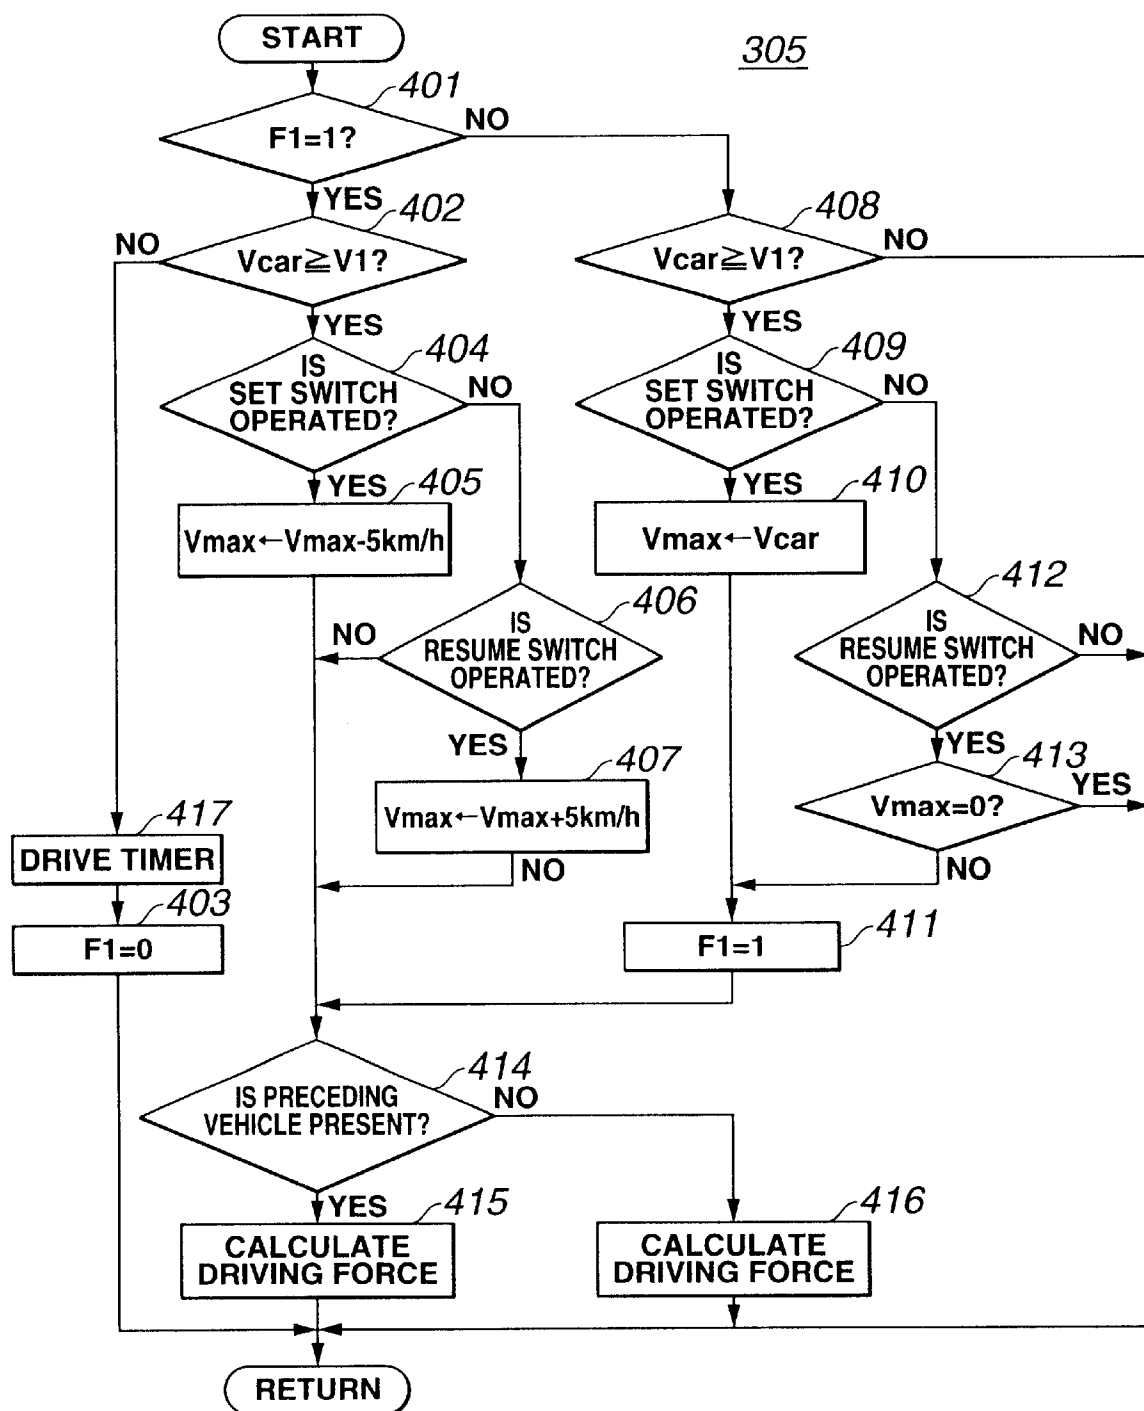 START
305
401
F1=1?
NO
YES
402
408
NO
Vcar≧V1?
Vcar≧V1?
NO
YES
YES
404
409
IS
SET SWITCH
OPERATED?
NO
IS
SET SWITCH
OPERATED?
NO
YES
405
YES
410
Vmax←Vmax-5km/h
Vmax←Vcar
406
412
NO
IS
RESUME SWITCH
OPERATED?
IS
RESUME SWITCH
OPERATED?
NO
YES
407
YES
413
Vmax←Vmax+5km/h
Vmax=0?
YES
417
DRIVE TIMER
NO
NO
403
F1=0
F1=1
411
414
IS PRECEDING
VEHICLE PRESENT?
NO
YES
415
416
CALCULATE
DRIVING FORCE
CALCULATE
DRIVING FORCE
RETURN